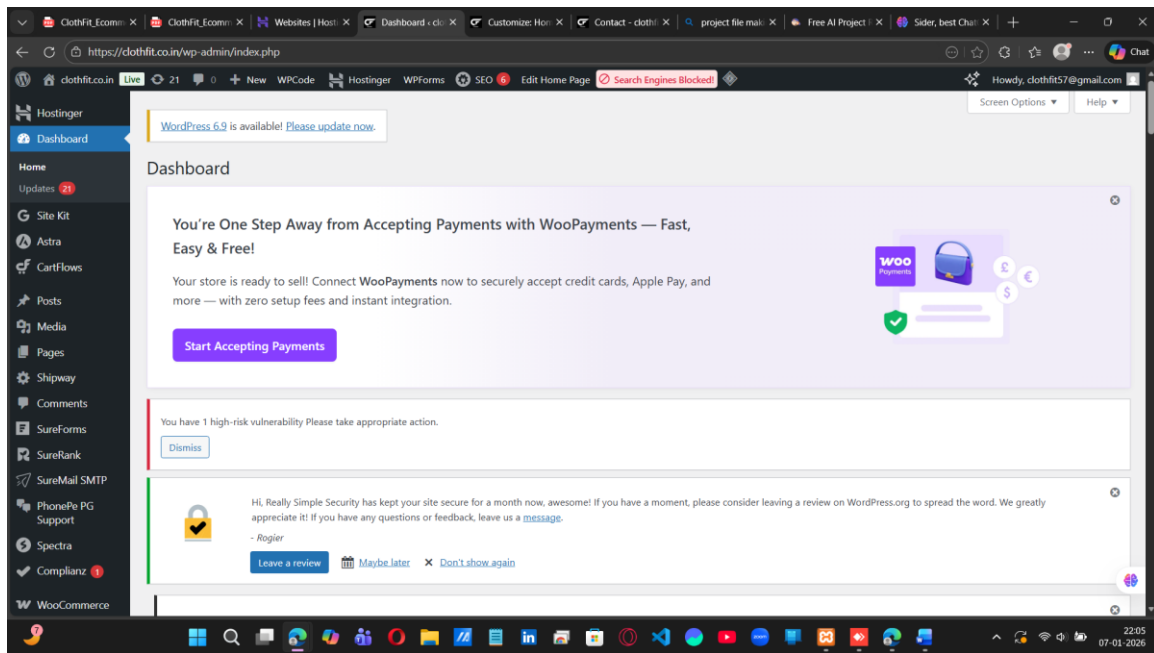 ClothFit_Ecomm
ClothFit_Ecomm
Websites | Hosti
Dashboard ‹ clot
Customize: Hom
Contact - clothfi
project file maki
Free AI Project
Sider, best Chat
https://clothfit.co.in/wp-admin/index.php
Chat
clothfit.co.in Live 21 0 New WPCode Hostinger WPForms SEO 6 Edit Home Page Search Engines Blocked!
Howdy, clothfit57@gmail.com
Screen Options ▼ Help ▼
Hostinger
Dashboard
Home
Updates 21
Site Kit
Astra
CartFlows
Posts
Media
Pages
Shipway
Comments
SureForms
SureRank
SureMail SMTP
PhonePe PG
Support
Spectra
Complianz 1
WooCommerce
WordPress 6.9 is available! Please update now.
Dashboard
You're One Step Away from Accepting Payments with WooPayments — Fast,
Easy & Free!
Your store is ready to sell! Connect WooPayments now to securely accept credit cards, Apple Pay, and
more — with zero setup fees and instant integration.
Start Accepting Payments
woo
Payments
£
€
$
You have 1 high-risk vulnerability Please take appropriate action.
Dismiss
Hi, Really Simple Security has kept your site secure for a month now, awesome! If you have a moment, please consider leaving a review on WordPress.org to spread the word. We greatly
appreciate it! If you have any questions or feedback, leave us a message.
- Rogier
Leave a review Maybe later Don't show again
7
zoom
22:05
07-01-2026